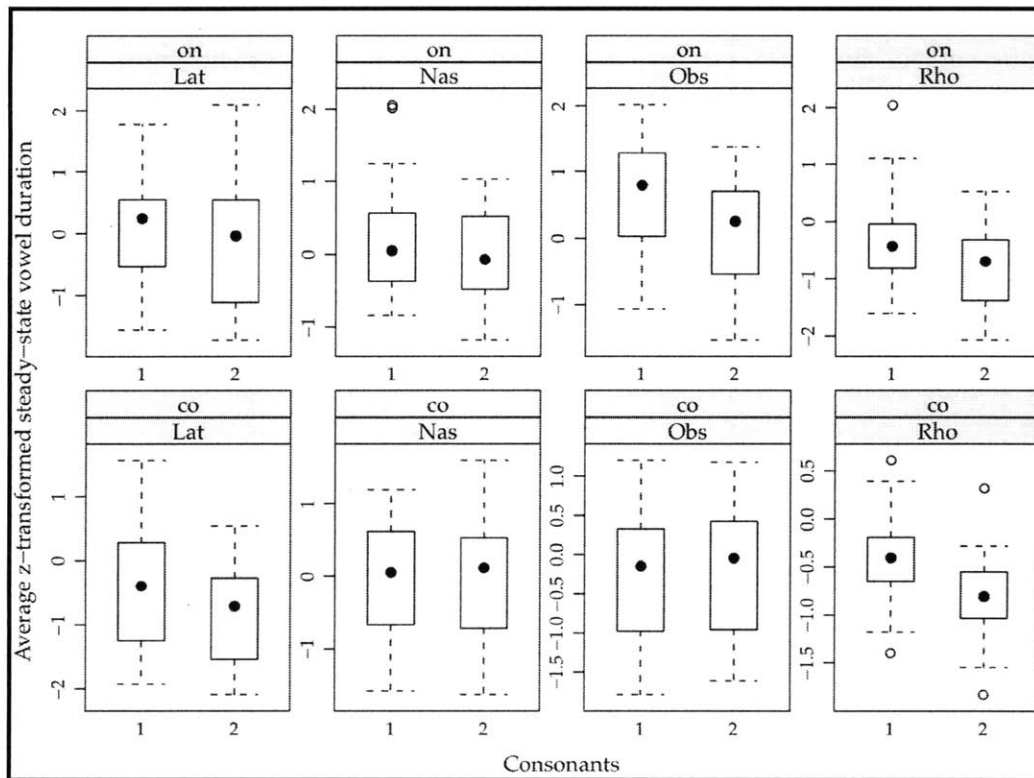 Average z−transformed steady−state vowel duration
on
Lat
2
1
0
−1
1 2
on
Nas
2
1
0
−1
1 2
on
Obs
2
1
0
−1
1 2
on
Rho
2
1
0
−1
−2
1 2
co
Lat
1
0
−1
−2
1 2
co
Nas
1
0
−1
1 2
co
Obs
1.0
0.5
0.0
−0.5
−1.0
−1.5
1 2
co
Rho
0.5
0.0
−0.5
−1.0
−1.5
1 2
Consonants